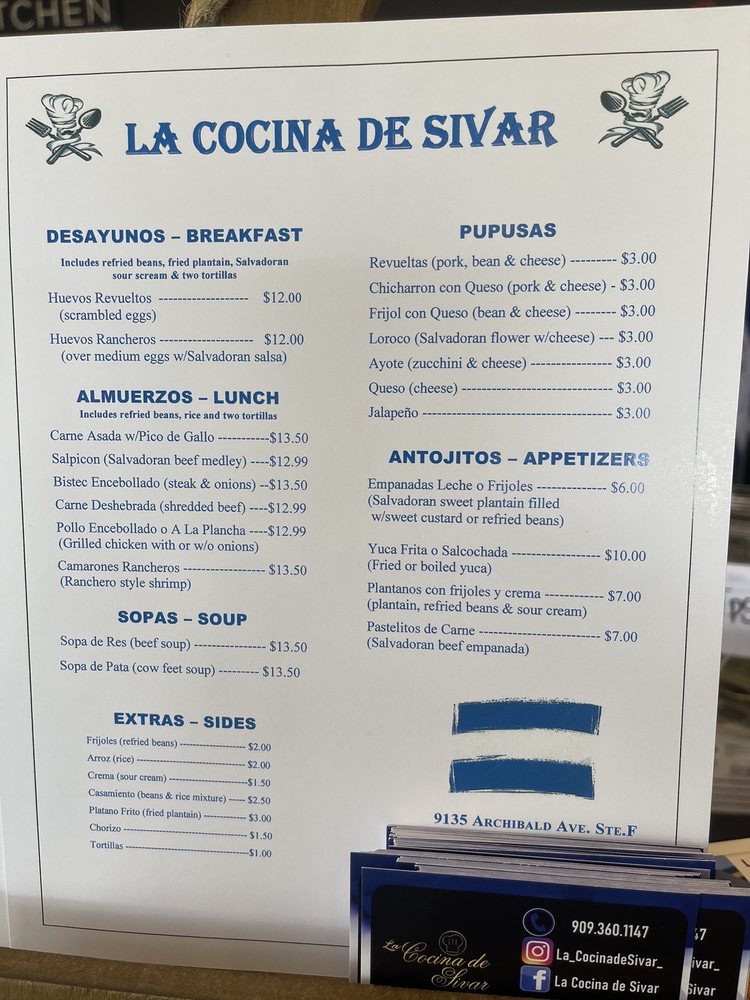 TCHEN
LA COCINA DE SIVAR
DESAYUNOS – BREAKFAST
Includes refried beans, fried plantain, Salvadoran
sour scream & two tortillas
Huevos Revueltos ------------------- $12.00
(scrambled eggs)
Huevos Rancheros -------------------- $12.00
(over medium eggs w/Salvadoran salsa)
ALMUERZOS – LUNCH
Includes refried beans, rice and two tortillas
Carne Asada w/Pico de Gallo -----------$13.50
Salpicon (Salvadoran beef medley) ----$12.99
Bistec Encebollado (steak & onions) --$13.50
Carne Deshebrada (shredded beef) ----$12.99
Pollo Encebollado o A La Plancha ----$12.99
(Grilled chicken with or w/o onions)
Camarones Rancheros ----------------- $13.50
(Ranchero style shrimp)
SOPAS – SOUP
Sopa de Res (beef soup) ---------------- $13.50
Sopa de Pata (cow feet soup) --------- $13.50
EXTRAS – SIDES
Frijoles (refried beans) -------------------- $2.00
Arroz (rice) ---------------------------------- $2.00
Crema (sour cream) ------------------------$1.50
Casamiento (beans & rice mixture) ----- $2.50
Platano Frito (fried plantain) ------------- $3.00
Chorizo -------------------------------------- $1.50
Tortillas --------------------------------------$1.00
PUPUSAS
Revueltas (pork, bean & cheese) --------- $3.00
Chicharron con Queso (pork & cheese) - $3.00
Frijol con Queso (bean & cheese) -------- $3.00
Loroco (Salvadoran flower w/cheese) --- $3.00
Ayote (zucchini & cheese) ---------------- $3.00
Queso (cheese) ----------------------------- $3.00
Jalapeño ------------------------------------- $3.00
ANTOJITOS – APPETIZERS
Empanadas Leche o Frijoles -------------- $6.00
(Salvadoran sweet plantain filled
w/sweet custard or refried beans)
Yuca Frita o Salcochada ------------------ $10.00
(Fried or boiled yuca)
Plantanos con frijoles y crema ------------ $7.00
(plantain, refried beans & sour cream)
Pastelitos de Carne ------------------------ $7.00
(Salvadoran beef empanada)
9135 ARCHIBALD AVE. STE.F
La Cocina de Sivar
909.360.1147
La_CocinadeSivar_
La Cocina de Sivar
47
ivar_
Sivar